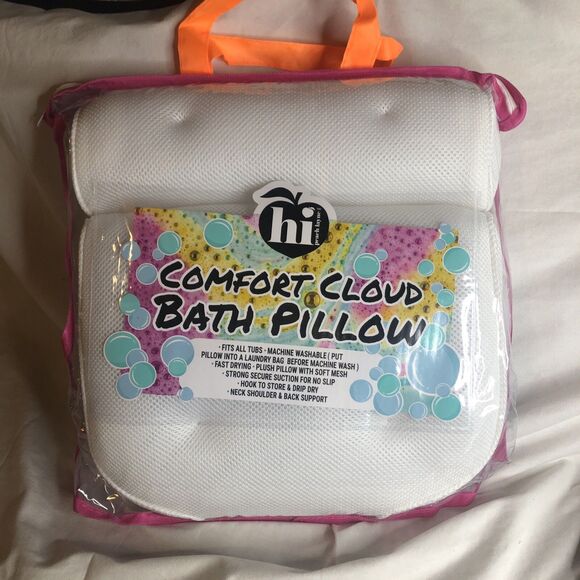 hi
COMFORT CLOUD
BATH PILLOW
· FITS ALL TUBS · MACHINE WASHABLE ( PUT
PILLOW INTO A LAUNDRY BAG BEFORE MACHINE WASH )
· FAST DRYING · PLUSH PILLOW WITH SOFT MESH
· STRONG SECURE SUCTION FOR NO SLIP
· HOOK TO STORE & DRIP DRY
· NECK SHOULDER & BACK SUPPORT